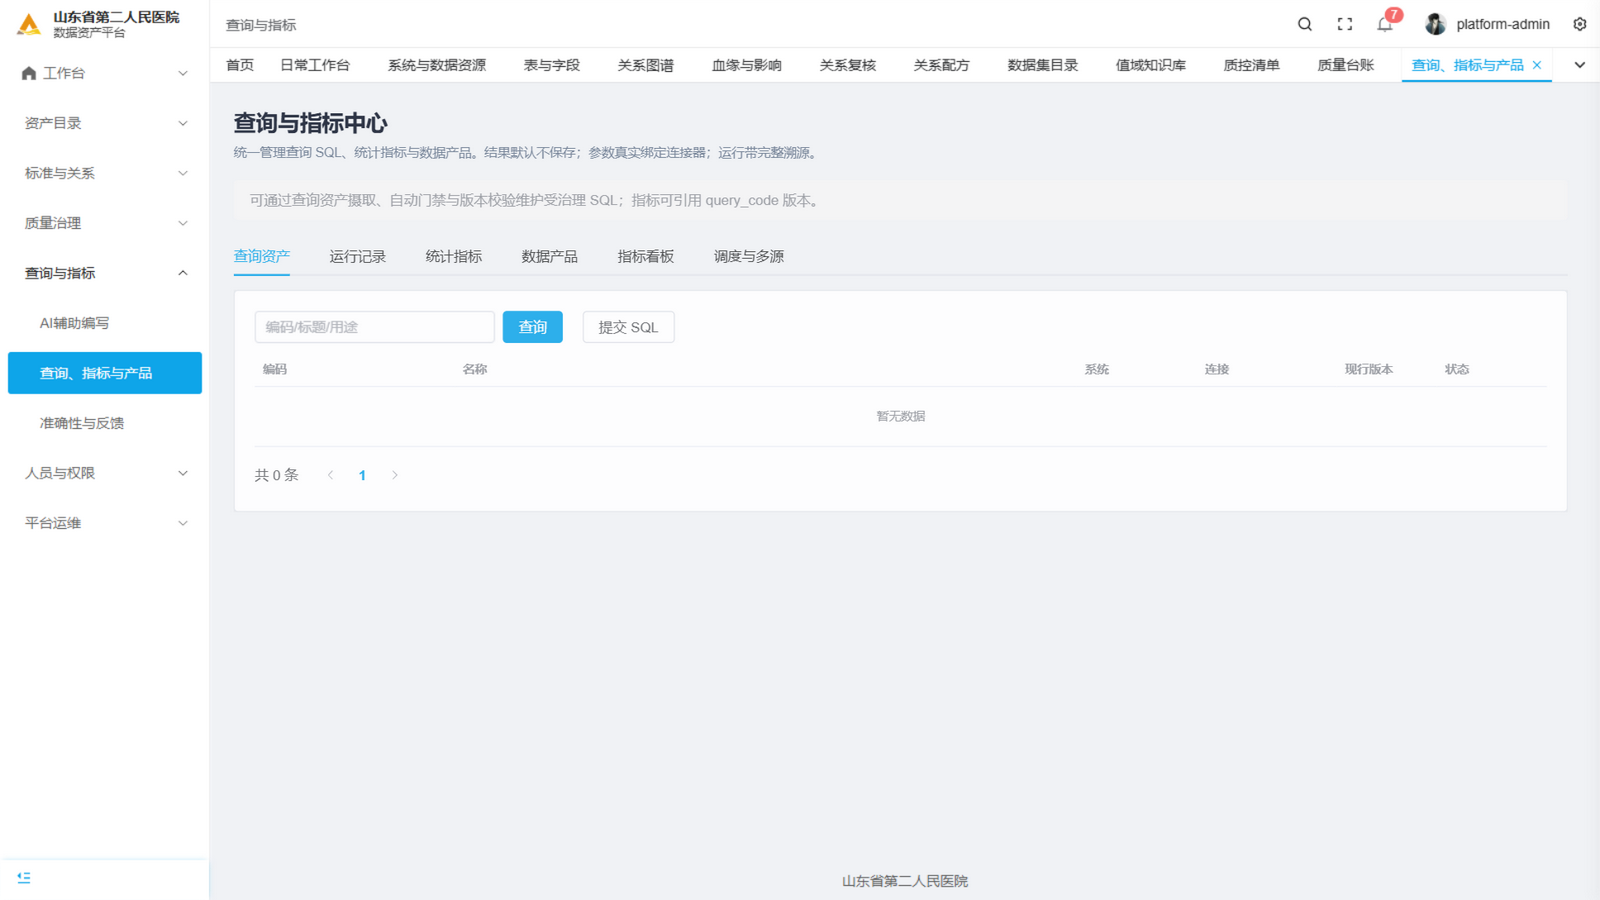 山东省第二人民医院
数据资产平台
查询与指标
7
platform-admin
首页 日常工作台 系统与数据资源 表与字段 关系图谱 血缘与影响 关系复核 关系配方 数据集目录 值域知识库 质控清单 质量台账 查询、指标与产品
工作台
资产目录
标准与关系
质量治理
查询与指标
AI辅助编写
查询、指标与产品
准确性与反馈
人员与权限
平台运维
查询与指标中心
统一管理查询 SQL、统计指标与数据产品。结果默认不保存；参数真实绑定连接器；运行带完整溯源。
可通过查询资产摄取、自动门禁与版本校验维护受治理 SQL；指标可引用 query_code 版本。
查询资产 运行记录 统计指标 数据产品 指标看板 调度与多源
编码/标题/用途 查询 提交 SQL
编码 名称 系统 连接 现行版本 状态
暂无数据
共 0 条 1
山东省第二人民医院